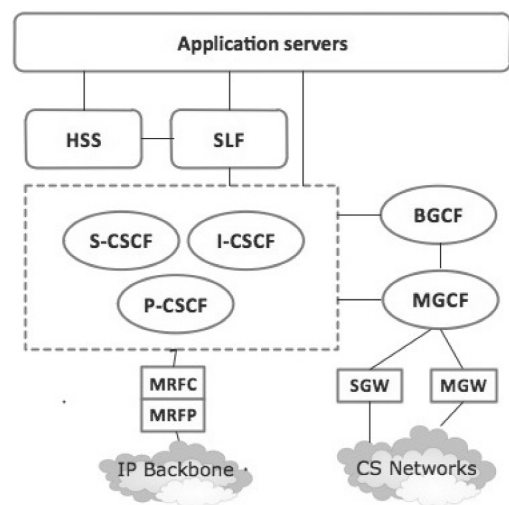 Application servers
HSS
SLF
S-CSCF
I-CSCF
P-CSCF
BGCF
MGCF
MRFC
MRFP
SGW
MGW
IP Backbone
CS Networks